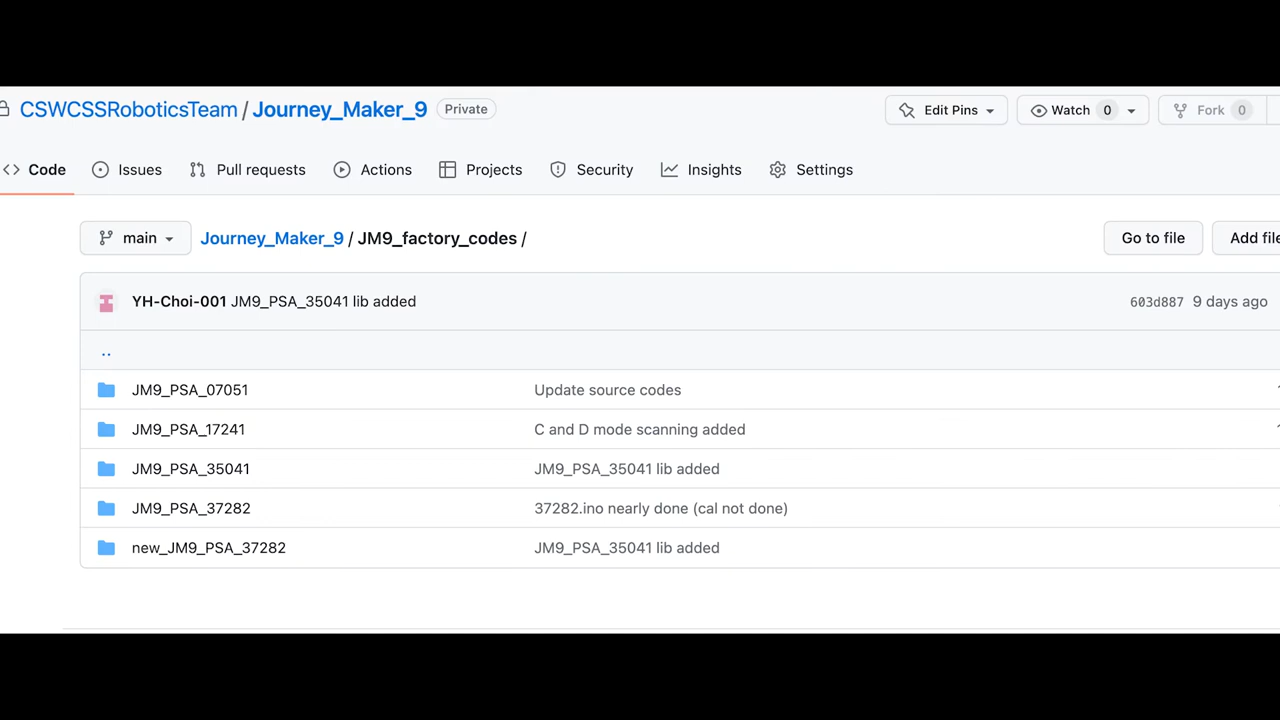 CSWCSSRoboticsTeam / Journey_Maker_9 Private Edit Pins Watch 0 Fork 0
Code Issues Pull requests Actions Projects Security Insights Settings
main Journey_Maker_9 / JM9_factory_codes / Go to file Add file
YH-Choi-001 JM9_PSA_35041 lib added 603d887 9 days ago
..
JM9_PSA_07051 Update source codes
JM9_PSA_17241 C and D mode scanning added
JM9_PSA_35041 JM9_PSA_35041 lib added
JM9_PSA_37282 37282.ino nearly done (cal not done)
new_JM9_PSA_37282 JM9_PSA_35041 lib added